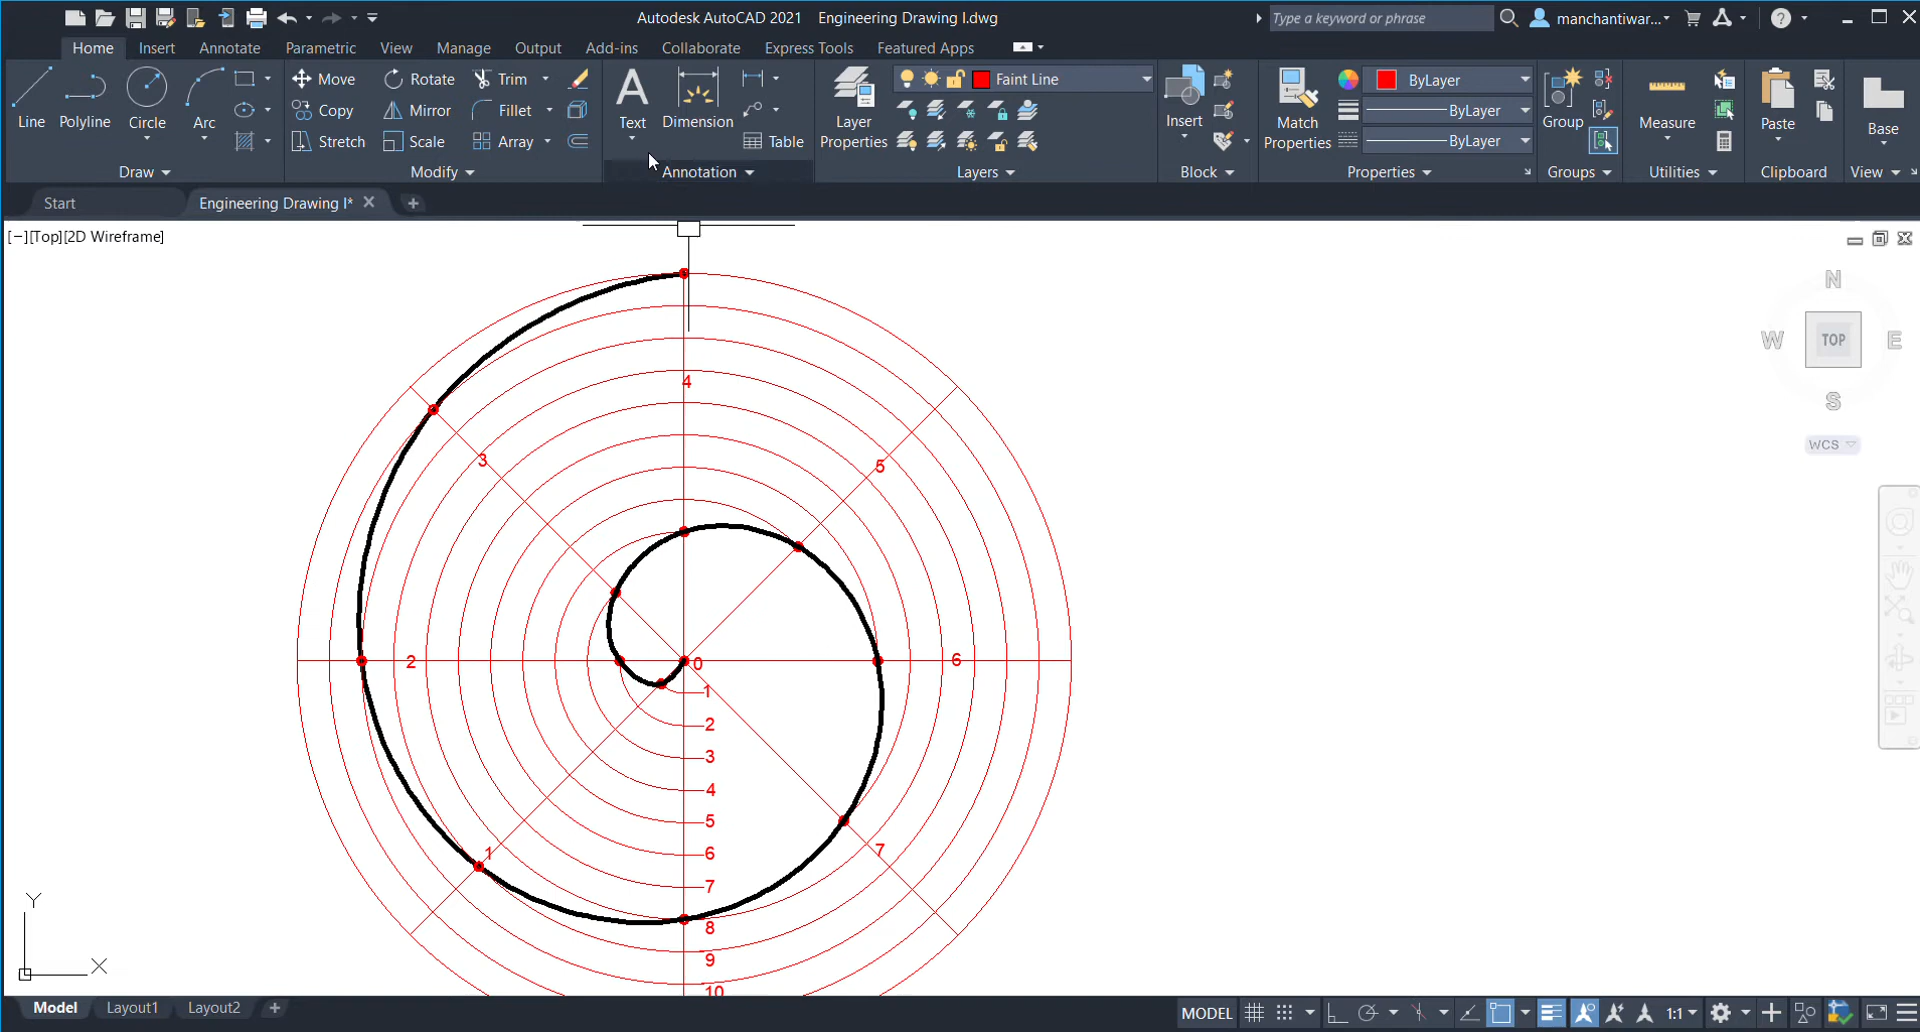 Autodesk AutoCAD 2021 Engineering Drawing I.dwg
Type a keyword or phrase
manchantiwar...
Home Insert Annotate Parametric View Manage Output Add-ins Collaborate Express Tools Featured Apps
Line Polyline Circle Arc
Move Rotate Trim
Copy Mirror Fillet
Stretch Scale Array
Text Dimension
Table
Layer Properties
Faint Line
Insert
Match Properties
ByLayer
ByLayer
ByLayer
Group
Measure
Paste
Base
Draw Modify Annotation Layers Block Properties Groups Utilities Clipboard View
Start Engineering Drawing I*
[−][Top][2D Wireframe]
N
W TOP E
S
WCS
4
3 5
2 0 6
1
2
3
4
5
6
1 7
7
8
9
10
Y
X
Model Layout1 Layout2
MODEL 1:1